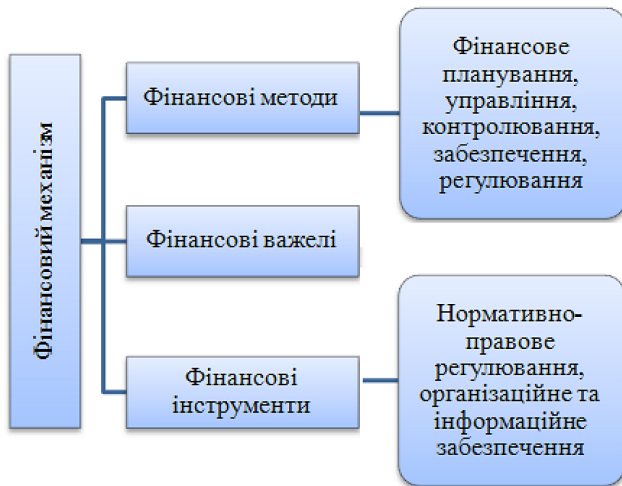 Фінансовий механізм
Фінансові методи
Фінансове
планування,
управління,
контролювання,
забезпечення,
регулювання
Фінансові важелі
Фінансові
інструменти
Нормативно-
правове
регулювання,
організаційне та
інформаційне
забезпечення